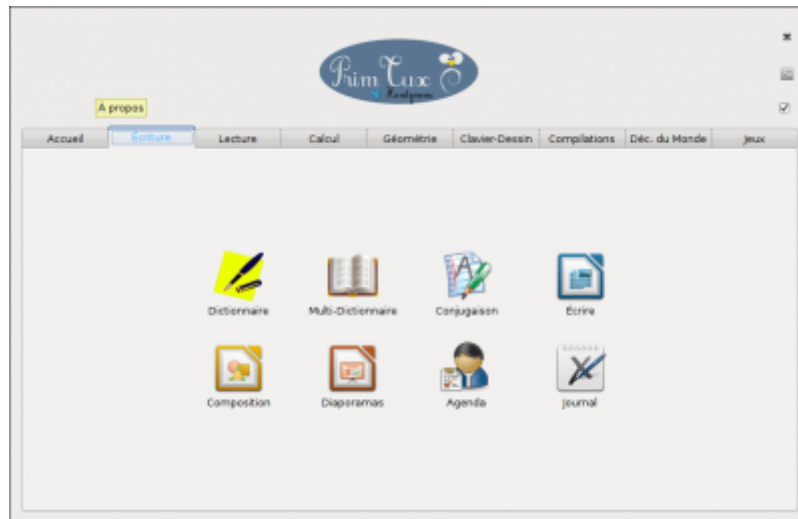 Prim Tux
À propos
Accueil Écriture Lecture Calcul Géométrie Clavier-Dessin Compilations Déc. du Monde Jeux
Dictionnaire Multi-Dictionnaire Conjugaison Écrire
Composition Diaporamas Agenda Journal